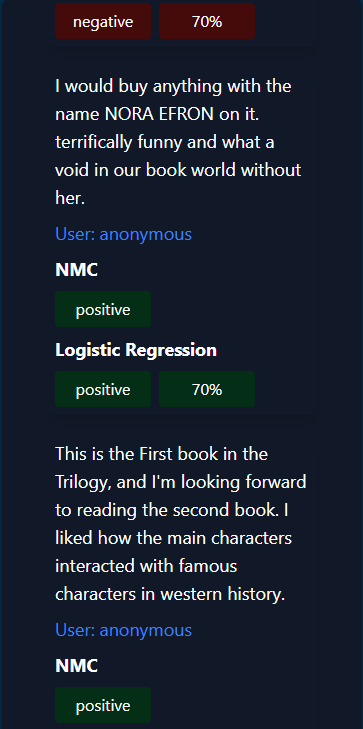 negative 70%
I would buy anything with the
name NORA EFRON on it.
terrifically funny and what a
void in our book world without
her.
User: anonymous
NMC
positive
Logistic Regression
positive 70%
This is the First book in the
Trilogy, and I'm looking forward
to reading the second book. I
liked how the main characters
interacted with famous
characters in western history.
User: anonymous
NMC
positive